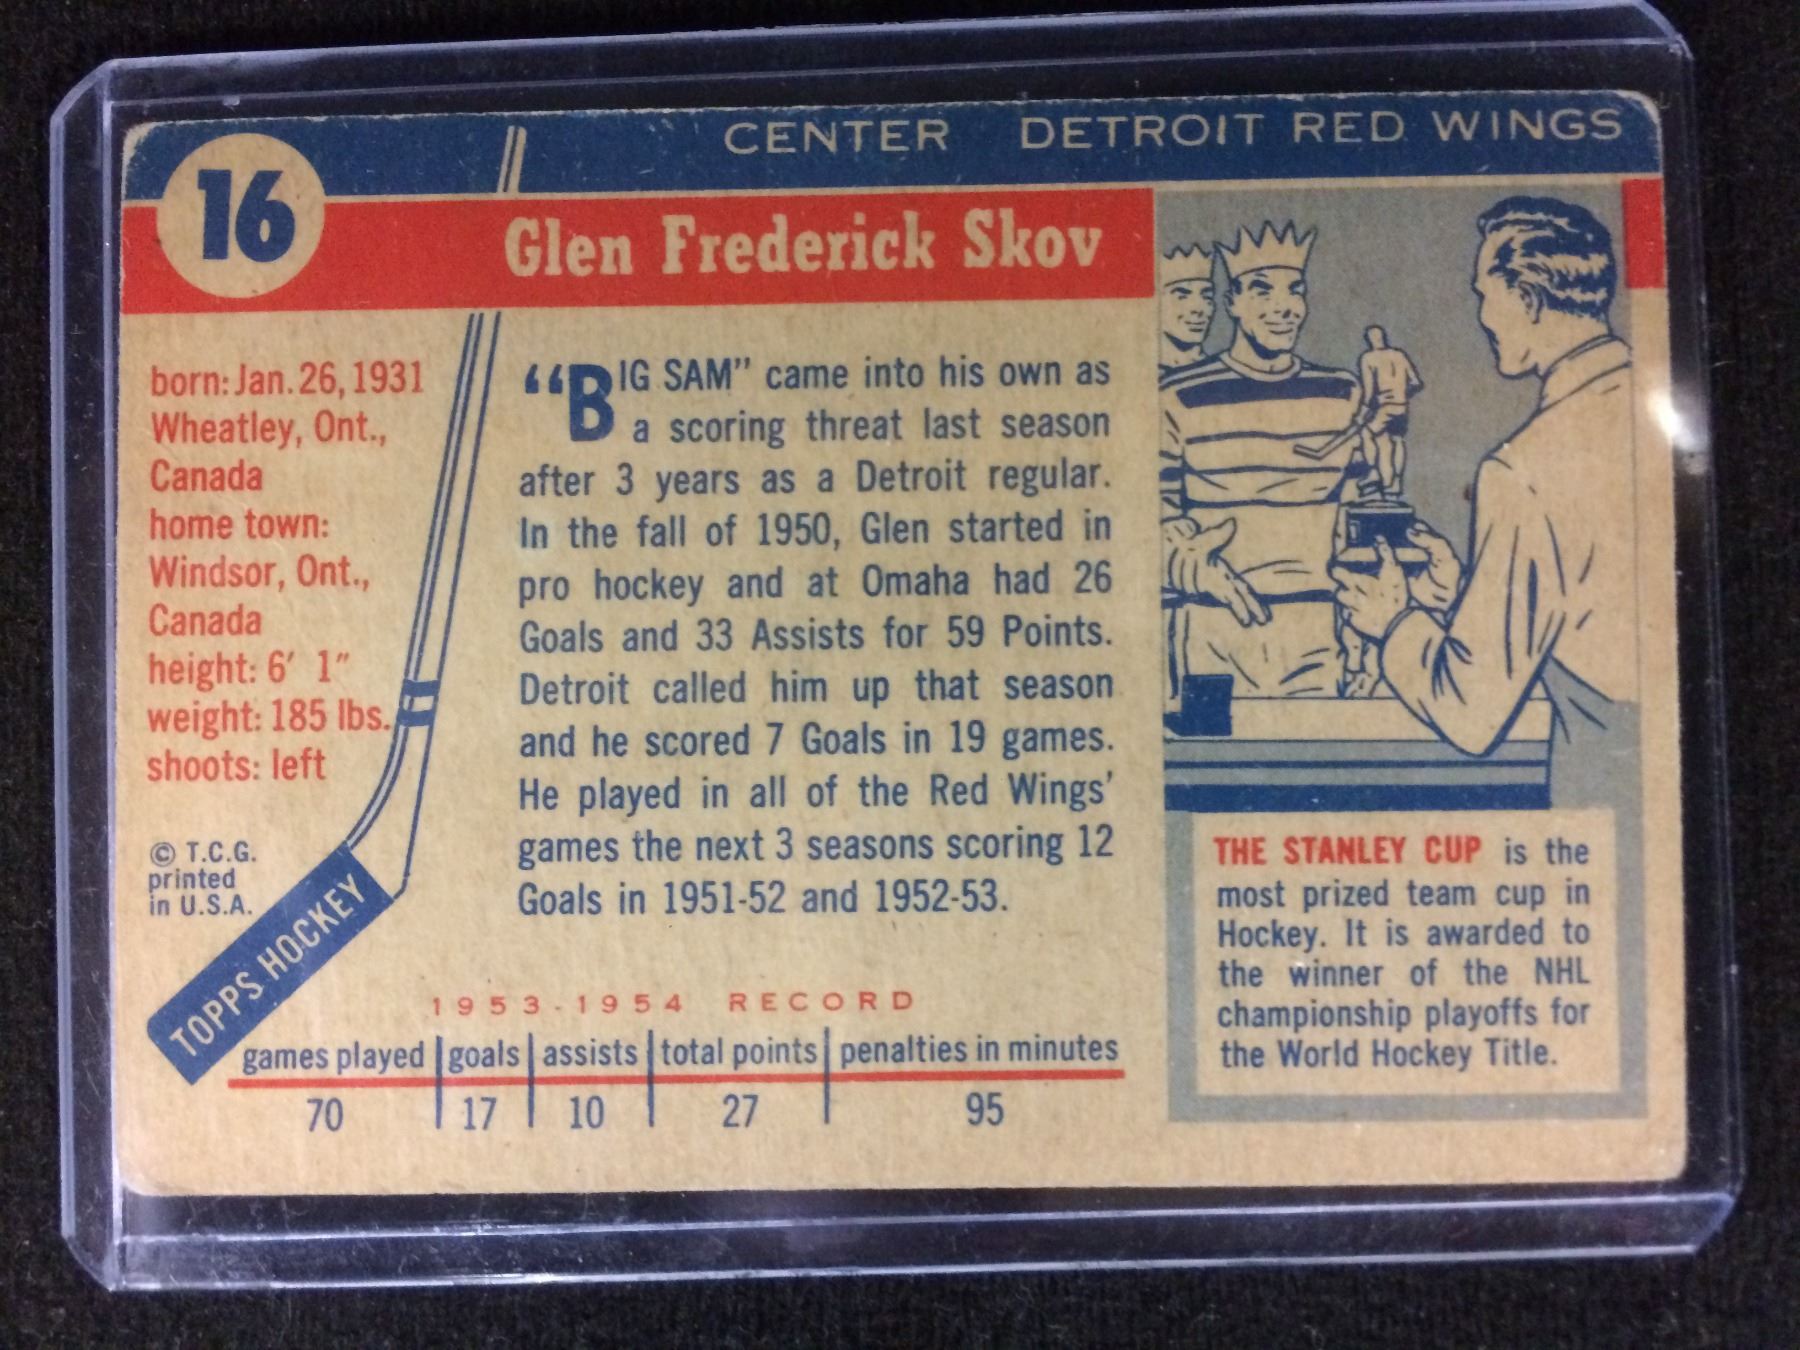 16
CENTER DETROIT RED WINGS
Glen Frederick Skov
born: Jan. 26, 1931
Wheatley, Ont.,
Canada
home town:
Windsor, Ont.,
Canada
height: 6′ 1″
weight: 185 lbs.
shoots: left
© T.C.G.
printed
in U.S.A.
TOPPS HOCKEY
“BIG SAM” came into his own as
a scoring threat last season
after 3 years as a Detroit regular.
In the fall of 1950, Glen started in
pro hockey and at Omaha had 26
Goals and 33 Assists for 59 Points.
Detroit called him up that season
and he scored 7 Goals in 19 games.
He played in all of the Red Wings’
games the next 3 seasons scoring 12
Goals in 1951-52 and 1952-53.
1953-1954 RECORD
games played goals assists total points penalties in minutes
70 17 10 27 95
THE STANLEY CUP is the
most prized team cup in
Hockey. It is awarded to
the winner of the NHL
championship playoffs for
the World Hockey Title.